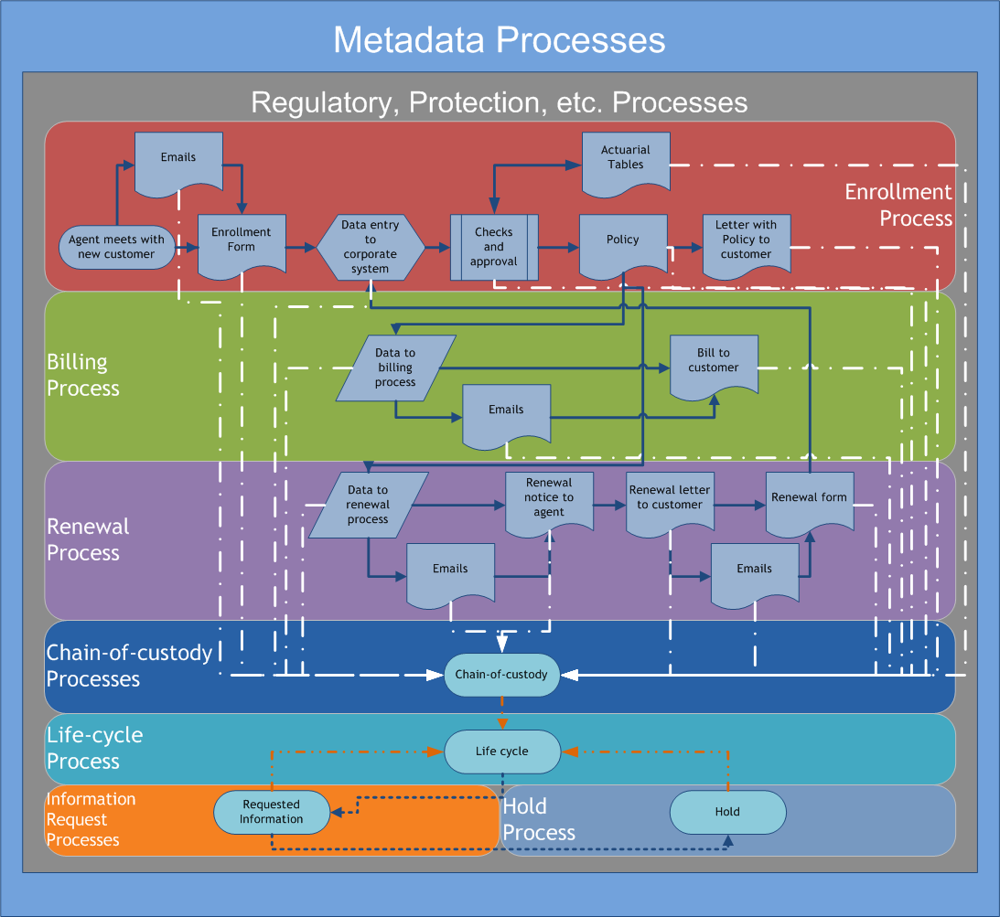 Metadata Processes
Regulatory, Protection, etc. Processes
Emails
Actuarial
Tables
Enrollment
Process
Agent meets with
new customer
Enrollment
Form
Data entry
to
corporate
system
Checks
and
approval
Policy
Letter with
Policy to
customer
Billing
Process
Data to
billing
process
Bill to
customer
Emails
Renewal
Process
Data to
renewal
process
Renewal
notice to
agent
Renewal letter
to customer
Renewal form
Emails
Emails
Chain-of-custody
Processes
Chain-of-custody
Life-cycle
Process
Life cycle
Information
Request
Processes
Requested
Information
Hold
Process
Hold